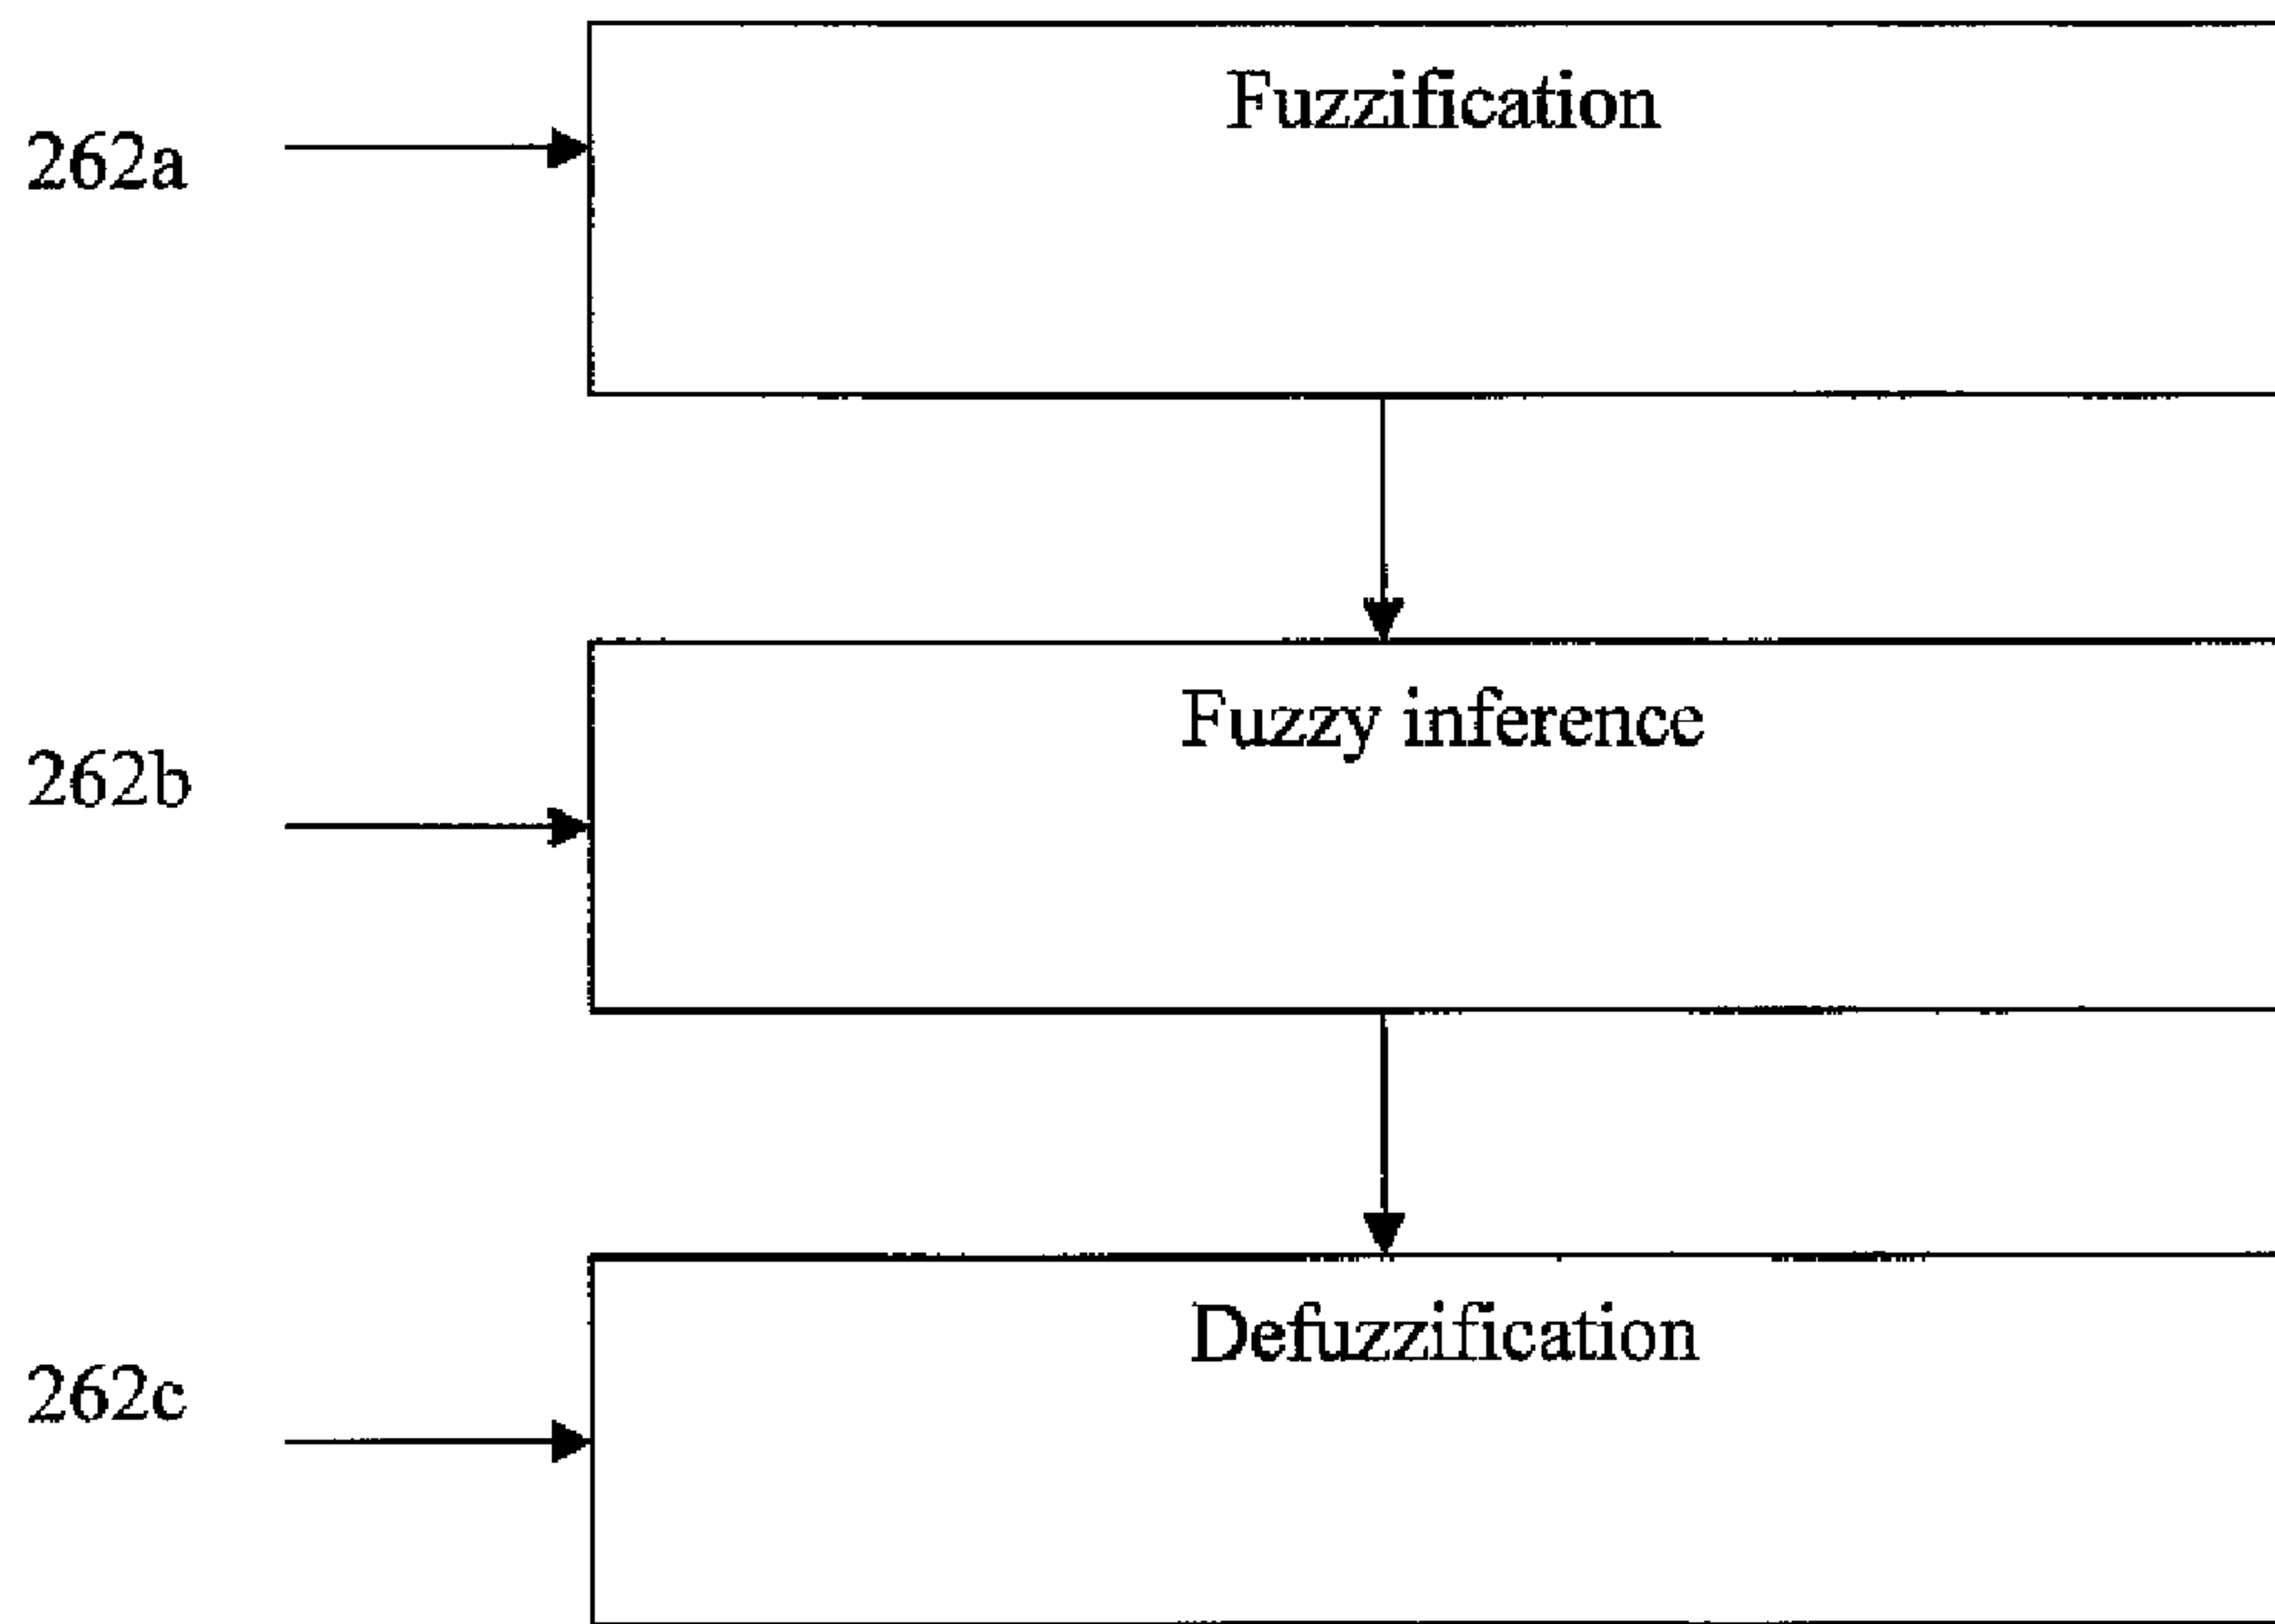 Fuzzification
262a
Fuzzy inference
262b
Defuzzification
262c